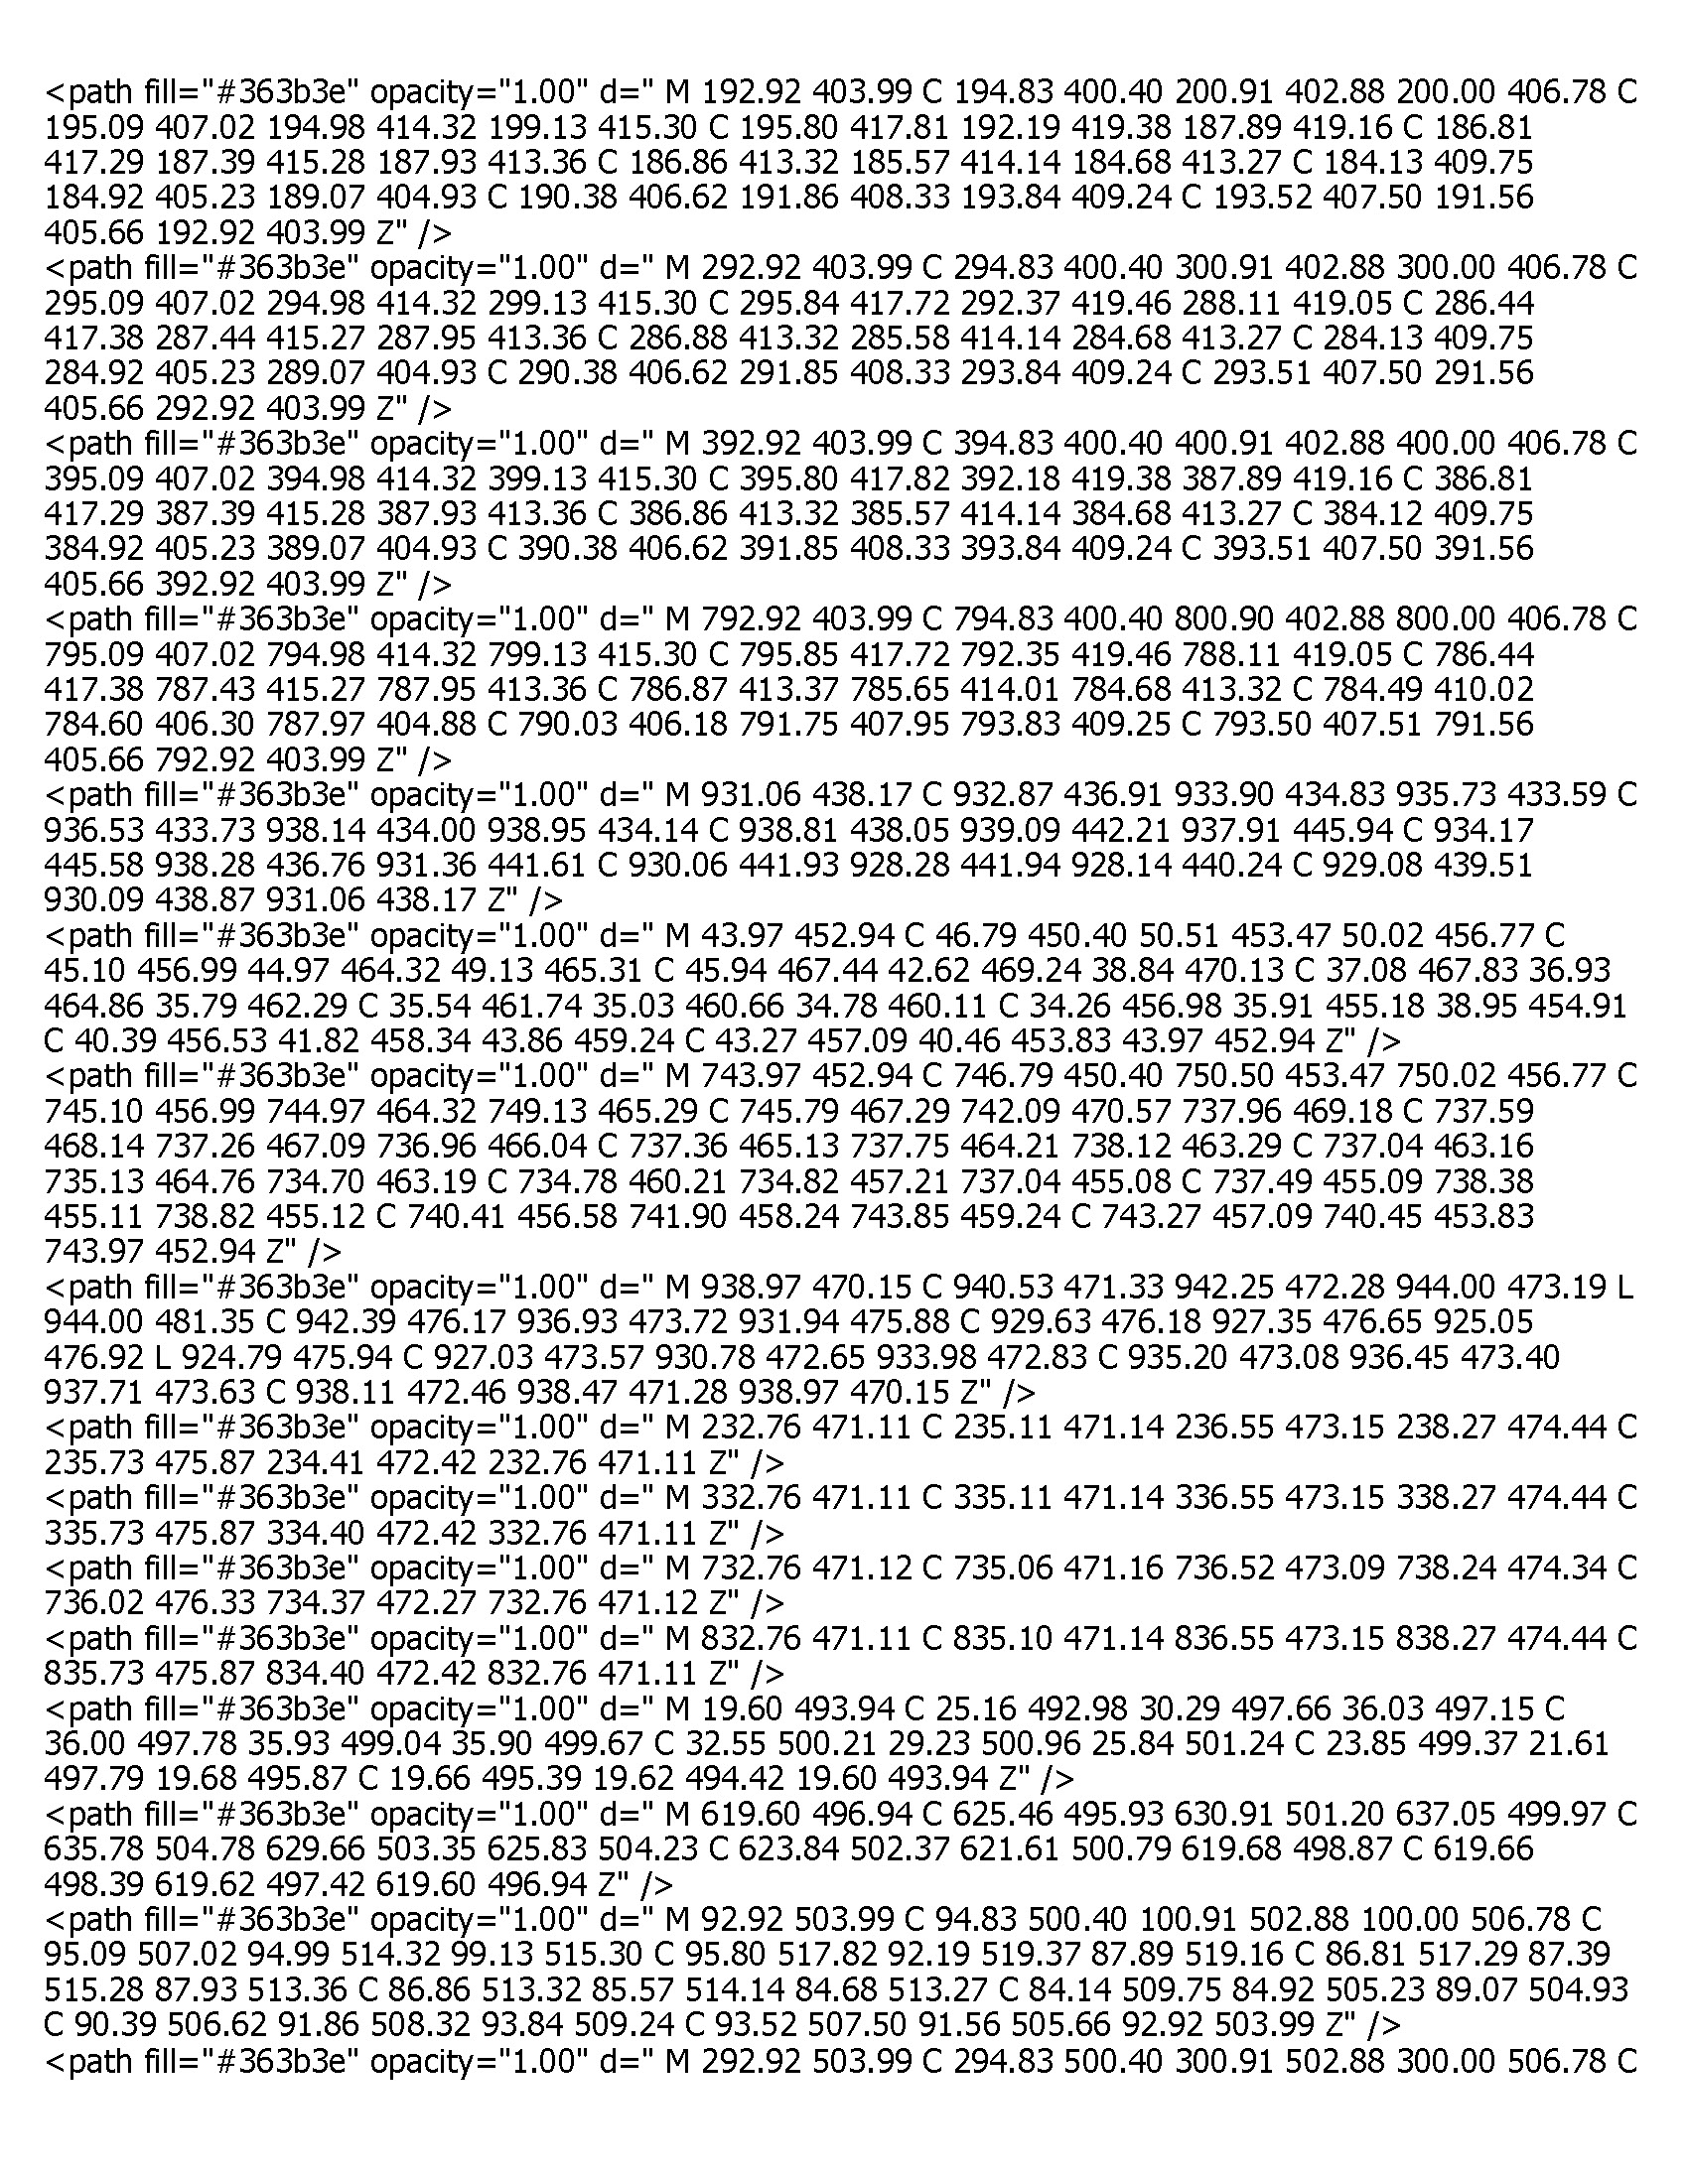 <path fill="#363b3e" opacity="1.00" d=" M 192.92 403.99 C 194.83 400.40 200.91 402.88 200.00 406.78 C
195.09 407.02 194.98 414.32 199.13 415.30 C 195.80 417.81 192.19 419.38 187.89 419.16 C 186.81
417.29 187.39 415.28 187.93 413.36 C 186.86 413.32 185.57 414.14 184.68 413.27 C 184.13 409.75
184.92 405.23 189.07 404.93 C 190.38 406.62 191.86 408.33 193.84 409.24 C 193.52 407.50 191.56
405.66 192.92 403.99 Z" />
<path fill="#363b3e" opacity="1.00" d=" M 292.92 403.99 C 294.83 400.40 300.91 402.88 300.00 406.78 C
295.09 407.02 294.98 414.32 299.13 415.30 C 295.84 417.72 292.37 419.46 288.11 419.05 C 286.44
417.38 287.44 415.27 287.95 413.36 C 286.88 413.32 285.58 414.14 284.68 413.27 C 284.13 409.75
284.92 405.23 289.07 404.93 C 290.38 406.62 291.85 408.33 293.84 409.24 C 293.51 407.50 291.56
405.66 292.92 403.99 Z" />
<path fill="#363b3e" opacity="1.00" d=" M 392.92 403.99 C 394.83 400.40 400.91 402.88 400.00 406.78 C
395.09 407.02 394.98 414.32 399.13 415.30 C 395.80 417.82 392.18 419.38 387.89 419.16 C 386.81
417.29 387.39 415.28 387.93 413.36 C 386.86 413.32 385.57 414.14 384.68 413.27 C 384.12 409.75
384.92 405.23 389.07 404.93 C 390.38 406.62 391.85 408.33 393.84 409.24 C 393.51 407.50 391.56
405.66 392.92 403.99 Z" />
<path fill="#363b3e" opacity="1.00" d=" M 792.92 403.99 C 794.83 400.40 800.90 402.88 800.00 406.78 C
795.09 407.02 794.98 414.32 799.13 415.30 C 795.85 417.72 792.35 419.46 788.11 419.05 C 786.44
417.38 787.43 415.27 787.95 413.36 C 786.87 413.37 785.65 414.01 784.68 413.32 C 784.49 410.02
784.60 406.30 787.97 404.88 C 790.03 406.18 791.75 407.95 793.83 409.25 C 793.50 407.51 791.56
405.66 792.92 403.99 Z" />
<path fill="#363b3e" opacity="1.00" d=" M 931.06 438.17 C 932.87 436.91 933.90 434.83 935.73 433.59 C
936.53 433.73 938.14 434.00 938.95 434.14 C 938.81 438.05 939.09 442.21 937.91 445.94 C 934.17
445.58 938.28 436.76 931.36 441.61 C 930.06 441.93 928.28 441.94 928.14 440.24 C 929.08 439.51
930.09 438.87 931.06 438.17 Z" />
<path fill="#363b3e" opacity="1.00" d=" M 43.97 452.94 C 46.79 450.40 50.51 453.47 50.02 456.77 C
45.10 456.99 44.97 464.32 49.13 465.31 C 45.94 467.44 42.62 469.24 38.84 470.13 C 37.08 467.83 36.93
464.86 35.79 462.29 C 35.54 461.74 35.03 460.66 34.78 460.11 C 34.26 456.98 35.91 455.18 38.95 454.91
C 40.39 456.53 41.82 458.34 43.86 459.24 C 43.27 457.09 40.46 453.83 43.97 452.94 Z" />
<path fill="#363b3e" opacity="1.00" d=" M 743.97 452.94 C 746.79 450.40 750.50 453.47 750.02 456.77 C
745.10 456.99 744.97 464.32 749.13 465.29 C 745.79 467.29 742.09 470.57 737.96 469.18 C 737.59
468.14 737.26 467.09 736.96 466.04 C 737.36 465.13 737.75 464.21 738.12 463.29 C 737.04 463.16
735.13 464.76 734.70 463.19 C 734.78 460.21 734.82 457.21 737.04 455.08 C 737.49 455.09 738.38
455.11 738.82 455.12 C 740.41 456.58 741.90 458.24 743.85 459.24 C 743.27 457.09 740.45 453.83
743.97 452.94 Z" />
<path fill="#363b3e" opacity="1.00" d=" M 938.97 470.15 C 940.53 471.33 942.25 472.28 944.00 473.19 L
944.00 481.35 C 942.39 476.17 936.93 473.72 931.94 475.88 C 929.63 476.18 927.35 476.65 925.05
476.92 L 924.79 475.94 C 927.03 473.57 930.78 472.65 933.98 472.83 C 935.20 473.08 936.45 473.40
937.71 473.63 C 938.11 472.46 938.47 471.28 938.97 470.15 Z" />
<path fill="#363b3e" opacity="1.00" d=" M 232.76 471.11 C 235.11 471.14 236.55 473.15 238.27 474.44 C
235.73 475.87 234.41 472.42 232.76 471.11 Z" />
<path fill="#363b3e" opacity="1.00" d=" M 332.76 471.11 C 335.11 471.14 336.55 473.15 338.27 474.44 C
335.73 475.87 334.40 472.42 332.76 471.11 Z" />
<path fill="#363b3e" opacity="1.00" d=" M 732.76 471.12 C 735.06 471.16 736.52 473.09 738.24 474.34 C
736.02 476.33 734.37 472.27 732.76 471.12 Z" />
<path fill="#363b3e" opacity="1.00" d=" M 832.76 471.11 C 835.10 471.14 836.55 473.15 838.27 474.44 C
835.73 475.87 834.40 472.42 832.76 471.11 Z" />
<path fill="#363b3e" opacity="1.00" d=" M 19.60 493.94 C 25.16 492.98 30.29 497.66 36.03 497.15 C
36.00 497.78 35.93 499.04 35.90 499.67 C 32.55 500.21 29.23 500.96 25.84 501.24 C 23.85 499.37 21.61
497.79 19.68 495.87 C 19.66 495.39 19.62 494.42 19.60 493.94 Z" />
<path fill="#363b3e" opacity="1.00" d=" M 619.60 496.94 C 625.46 495.93 630.91 501.20 637.05 499.97 C
635.78 504.78 629.66 503.35 625.83 504.23 C 623.84 502.37 621.61 500.79 619.68 498.87 C 619.66
498.39 619.62 497.42 619.60 496.94 Z" />
<path fill="#363b3e" opacity="1.00" d=" M 92.92 503.99 C 94.83 500.40 100.91 502.88 100.00 506.78 C
95.09 507.02 94.99 514.32 99.13 515.30 C 95.80 517.82 92.19 519.37 87.89 519.16 C 86.81 517.29 87.39
515.28 87.93 513.36 C 86.86 513.32 85.57 514.14 84.68 513.27 C 84.14 509.75 84.92 505.23 89.07 504.93
C 90.39 506.62 91.86 508.32 93.84 509.24 C 93.52 507.50 91.56 505.66 92.92 503.99 Z" />
<path fill="#363b3e" opacity="1.00" d=" M 292.92 503.99 C 294.83 500.40 300.91 502.88 300.00 506.78 C